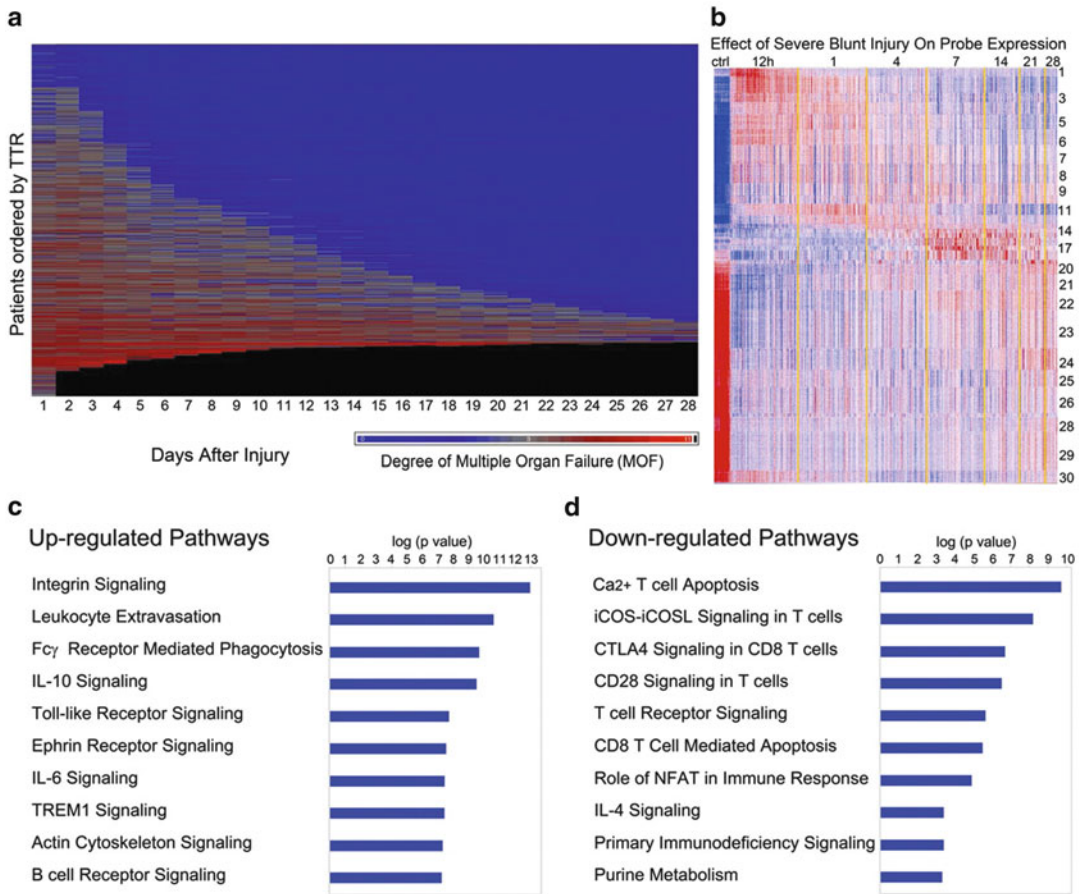 a
Patients ordered by TTR
1 2 3 4 5 6 7 8 9 10 11 12 13 14 15 16 17 18 19 20 21 22 23 24 25 26 27 28
Days After Injury
Degree of Multiple Organ Failure (MOF)
b
Effect of Severe Blunt Injury On Probe Expression
ctrl 12h 1 4 7 14 21 28
1
3
5
6
7
8
9
11
14
17
20
21
22
24
25
26
28
29
30
c
Up-regulated Pathways
log (p value)
0 1 2 3 4 5 6 7 8 9 10 11 12 13
Integrin Signaling
Leukocyte Extravasation
Fcγ Receptor Mediated Phagocytosis
IL-10 Signaling
Toll-like Receptor Signaling
Ephrin Receptor Signaling
IL-6 Signaling
TREM1 Signaling
Actin Cytoskeleton Signaling
B cell Receptor Signaling
d
Down-regulated Pathways
log (p value)
0 1 2 3 4 5 6 7 8 9 10
Ca2+ T cell Apoptosis
iCOS-iCOSL Signaling in T cells
CTLA4 Signaling in CD8 T cells
CD28 Signaling in T cells
T cell Receptor Signaling
CD8 T Cell Mediated Apoptosis
Role of NFAT in Immune Response
IL-4 Signaling
Primary Immunodeficiency Signaling
Purine Metabolism